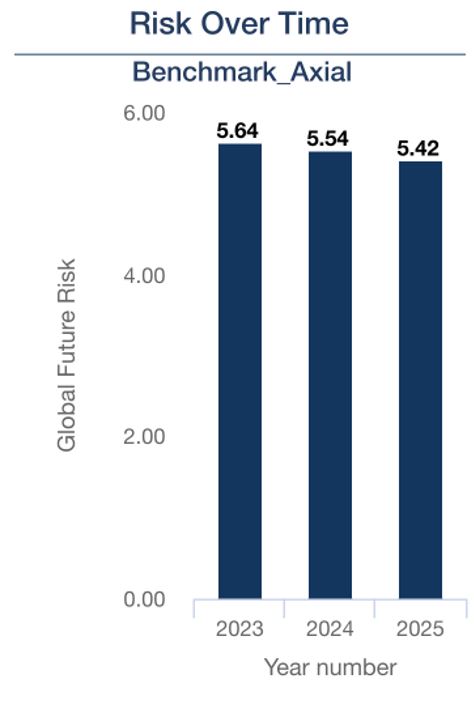 Risk Over Time
Benchmark_Axial
6.00
5.64
5.54
5.42
4.00
Global Future Risk
2.00
0.00
2023
2024
2025
Year number